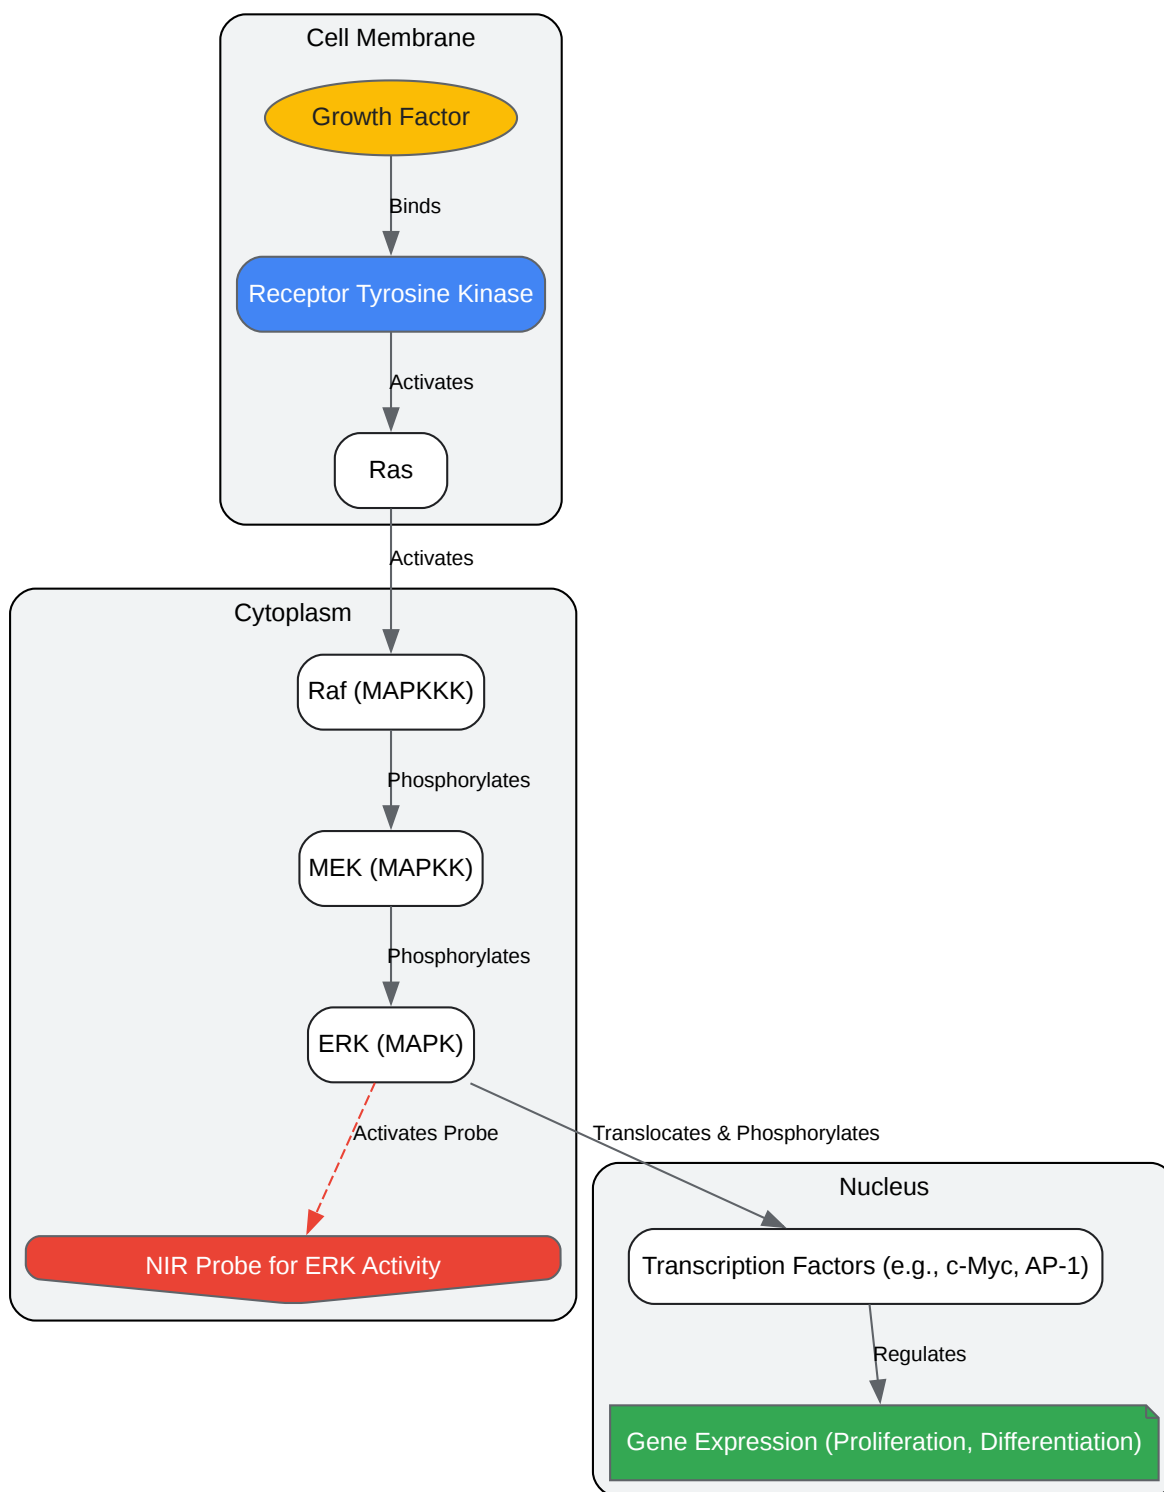 Cell Membrane
Growth Factor
Binds
Receptor Tyrosine Kinase
Activates
Ras
Activates
Cytoplasm
Raf (MAPKKK)
Phosphorylates
MEK (MAPKK)
Phosphorylates
ERK (MAPK)
Activates Probe
Translocates & Phosphorylates
Nucleus
NIR Probe for ERK Activity
Transcription Factors (e.g., c-Myc, AP-1)
Regulates
Gene Expression (Proliferation, Differentiation)